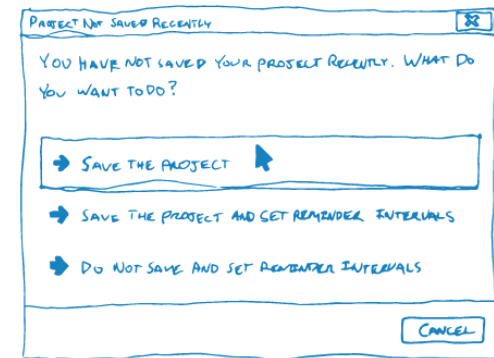 PROJECT NOT SAVED RECENTLY
YOU HAVE NOT SAVED YOUR PROJECT RECENTLY. WHAT DO
YOU WANT TO DO?
SAVE THE PROJECT
SAVE THE PROJECT AND SET REMINDER INTERVALS
DO NOT SAVE AND SET REMINDER INTERVALS
CANCEL